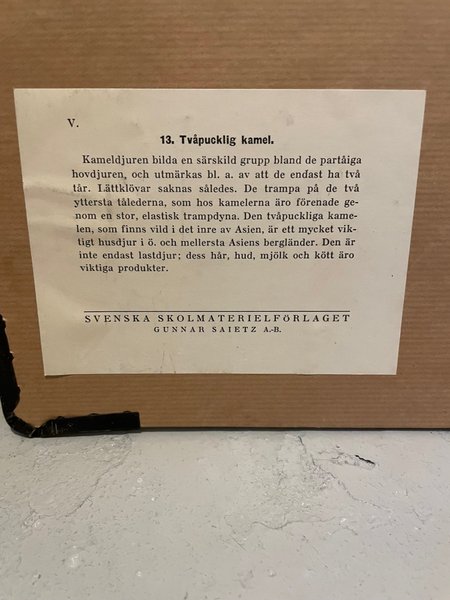 V.
13. Tvåpucklig kamel.
Kameldjuren bilda en särskild grupp bland de partåiga
hovdjuren, och utmärkas bl. a. av att de endast ha två
tår. Lättklövar saknas således. De trampa på de två
yttersta tålederna, som hos kamelerna äro förenade ge-
nom en stor, elastisk trampdyna. Den tvåpuckliga kame-
len, som finns vild i det inre av Asien, är ett mycket vik-
tigt husdjur i ö. och mellersta Asiens bergländer. Den är
inte endast lastdjur; dess hår, hud, mjölk och kött äro
viktiga produkter.
SVENSKA SKOLMATERIELFÖRLAGET
GUNNAR SAIETZ A.-B.